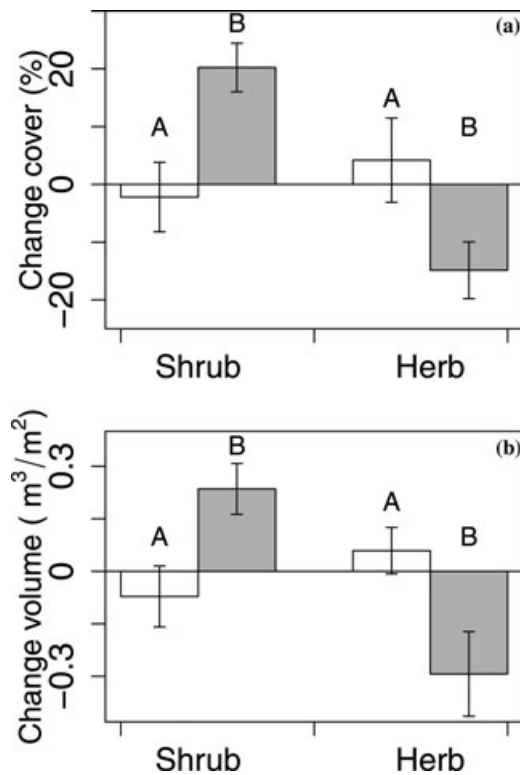 (a)
Change cover (%)
20
0
−20
A
B
A
B
Shrub
Herb
(b)
Change volume ( m³/m²)
0.3
0
−0.3
A
B
A
B
Shrub
Herb